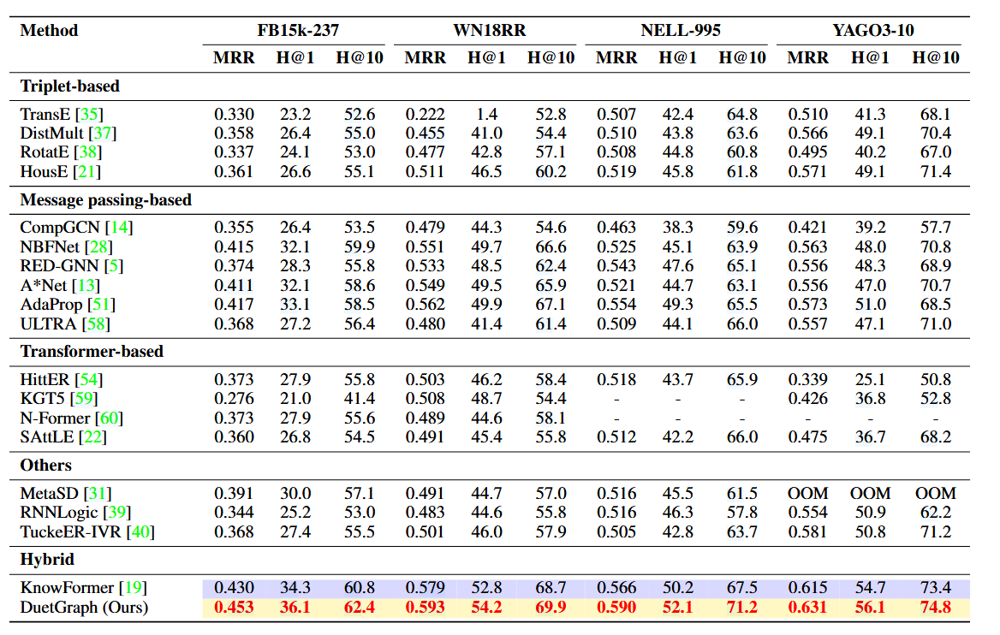 Method FB15k-237 WN18RR NELL-995 YAGO3-10
MRR H@1 H@10 MRR H@1 H@10 MRR H@1 H@10 MRR H@1 H@10
Triplet-based
TransE [35] 0.330 23.2 52.6 0.222 1.4 52.8 0.507 42.4 64.8 0.510 41.3 68.1
DistMult [37] 0.358 26.4 55.0 0.455 41.0 54.4 0.510 43.8 63.6 0.566 49.1 70.4
RotatE [38] 0.337 24.1 53.0 0.477 42.8 57.1 0.508 44.8 60.8 0.495 40.2 67.0
HousE [21] 0.361 26.6 55.1 0.511 46.5 60.2 0.519 45.8 61.8 0.571 49.1 71.4
Message passing-based
CompGCN [14] 0.355 26.4 53.5 0.479 44.3 54.6 0.463 38.3 59.6 0.421 39.2 57.7
NBFNet [28] 0.415 32.1 59.9 0.551 49.7 66.6 0.525 45.1 63.9 0.563 48.0 70.8
RED-GNN [5] 0.374 28.3 55.8 0.533 48.5 62.4 0.543 47.6 65.1 0.556 48.3 68.9
A*Net [13] 0.411 32.1 58.6 0.549 49.5 65.9 0.521 44.7 63.1 0.556 47.0 70.7
AdaProp [51] 0.417 33.1 58.5 0.562 49.9 67.1 0.554 49.3 65.5 0.573 51.0 68.5
ULTRA [58] 0.368 27.2 56.4 0.480 41.4 61.4 0.509 44.1 66.0 0.557 47.1 71.0
Transformer-based
HittER [54] 0.373 27.9 55.8 0.503 46.2 58.4 0.518 43.7 65.9 0.339 25.1 50.8
KGT5 [59] 0.276 21.0 41.4 0.508 48.7 54.4 - - - 0.426 36.8 52.8
N-Former [60] 0.373 27.9 55.6 0.489 44.6 58.1 - - - - - -
SAttLE [22] 0.360 26.8 54.5 0.491 45.4 55.8 0.512 42.2 66.0 0.475 36.7 68.2
Others
MetaSD [31] 0.391 30.0 57.1 0.491 44.7 57.0 0.516 45.5 61.5 OOM OOM OOM
RNNLogic [39] 0.344 25.2 53.0 0.483 44.6 55.8 0.516 46.3 57.8 0.554 50.9 62.2
TuckeER-IVR [40] 0.368 27.4 55.5 0.501 46.0 57.9 0.505 42.8 63.7 0.581 50.8 71.2
Hybrid
KnowFormer [19] 0.430 34.3 60.8 0.579 52.8 68.7 0.566 50.2 67.5 0.615 54.7 73.4
DuetGraph (Ours) 0.453 36.1 62.4 0.593 54.2 69.9 0.590 52.1 71.2 0.631 56.1 74.8